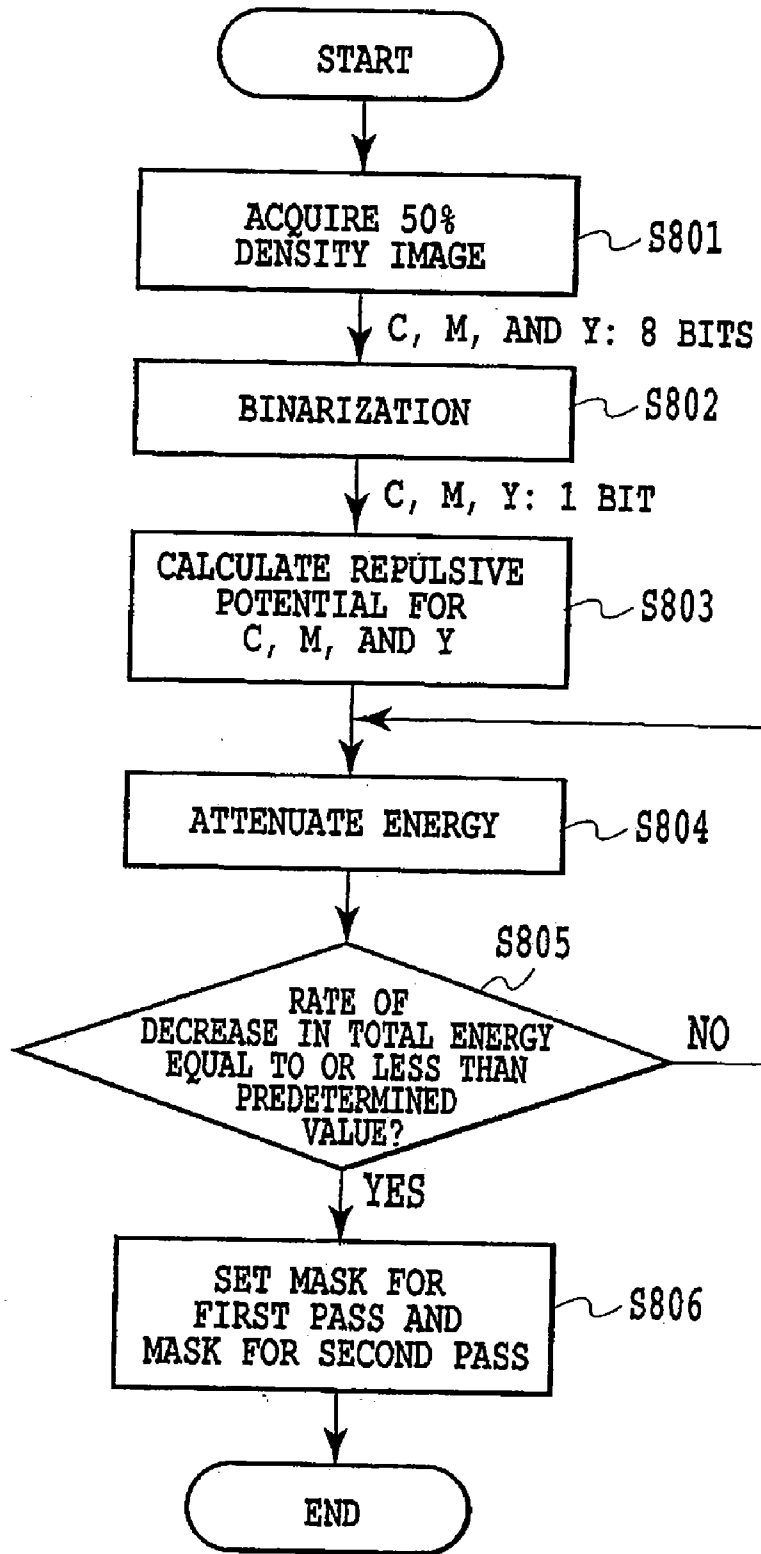 START
ACQUIRE 50%
DENSITY IMAGE
S801
C, M, AND Y: 8 BITS
BINARIZATION
S802
C, M, Y: 1 BIT
CALCULATE REPULSIVE
POTENTIAL FOR
C, M, AND Y
S803
ATTENUATE ENERGY
S804
S805
RATE OF
DECREASE IN TOTAL ENERGY
EQUAL TO OR LESS THAN
PREDETERMINED
VALUE?
NO
YES
SET MASK FOR
FIRST PASS AND
MASK FOR SECOND PASS
S806
END